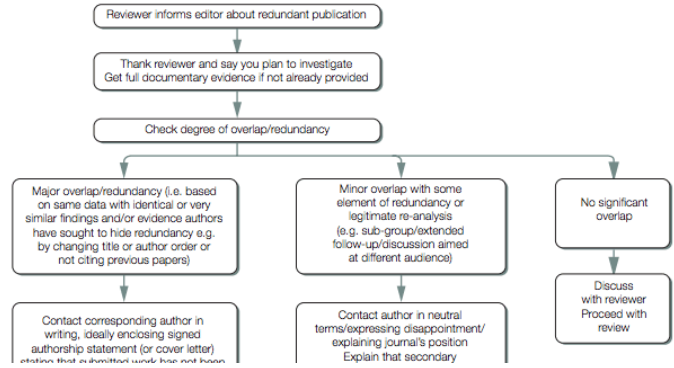 Reviewer informs editor about redundant publication
Thank reviewer and say you plan to investigate
Get full documentary evidence if not already provided
Check degree of overlap/redundancy
Major overlap/redundancy (i.e. based
on same data with identical or very
similar findings and/or evidence authors
have sought to hide redundancy e.g.
by changing title or author order or
not citing previous papers)
Minor overlap with some
element of redundancy or
legitimate re-analysis
(e.g. sub-group/extended
follow-up/discussion aimed
at different audience)
No significant
overlap
Discuss
with reviewer
Proceed with
review
Contact corresponding author in
writing, ideally enclosing signed
authorship statement (or cover letter)
stating that submitted work has not been
Contact author in neutral
terms/expressing disappointment/
explaining journal's position
Explain that secondary